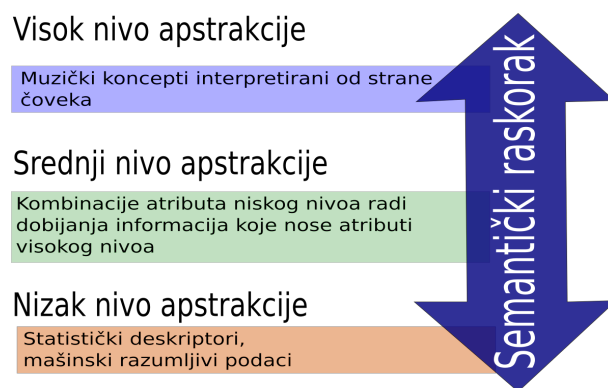 Visok nivo apstrakcije
Muzički koncepti interpretirani od strane
čoveka
Srednji nivo apstrakcije
Kombinacije atributa niskog nivoa radi
dobijanja informacija koje nose atributi
visokog nivoa
Nizak nivo apstrakcije
Statistički deskriptori,
mašinski razumljivi podaci
Semantički raskorak